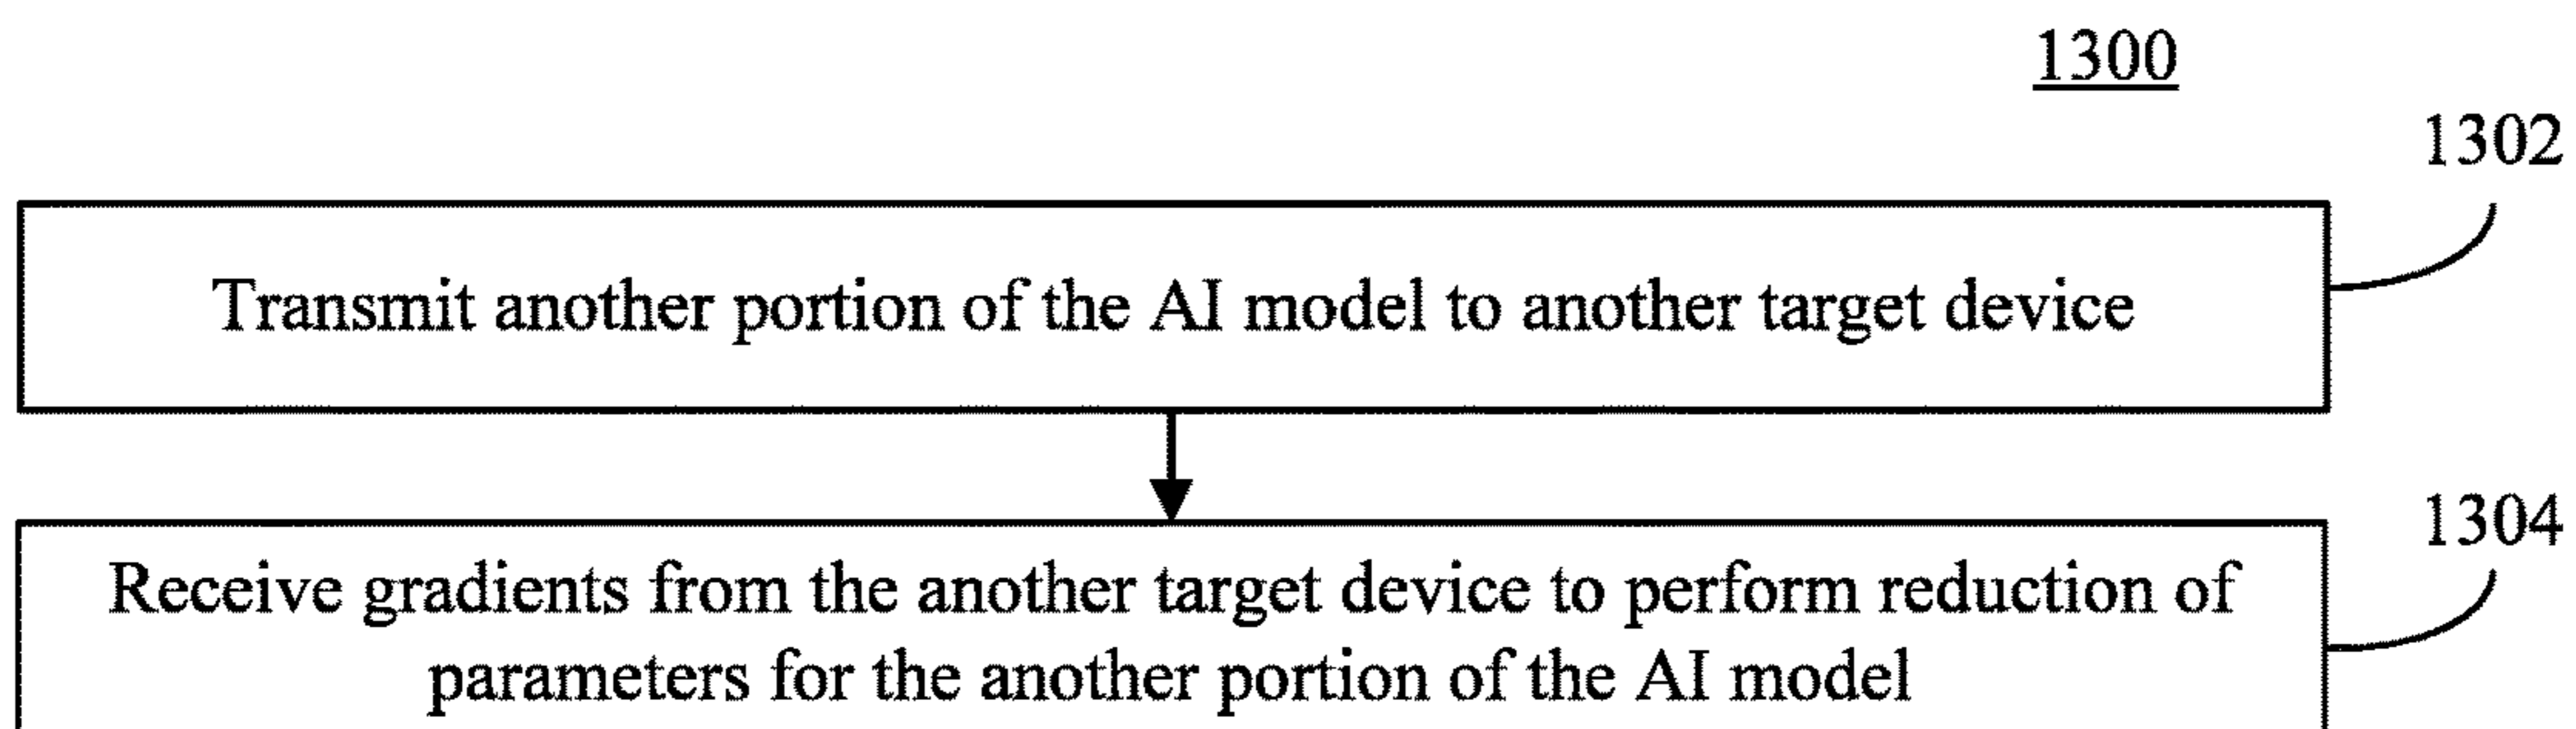 1300
1302
Transmit another portion of the AI model to another target device
1304
Receive gradients from the another target device to perform reduction of
parameters for the another portion of the AI model